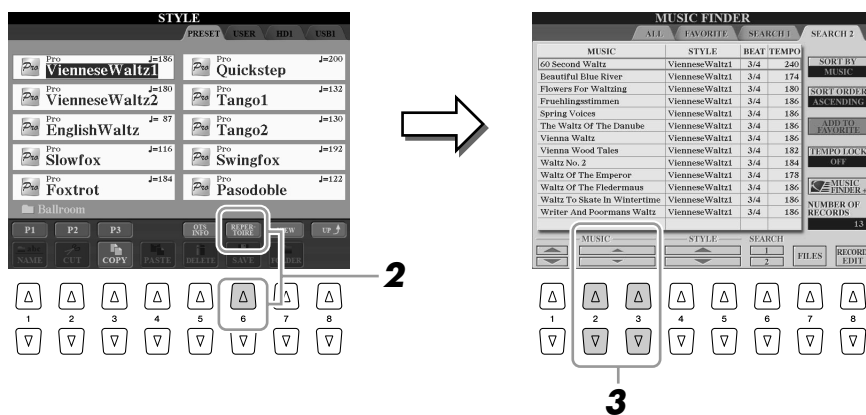 STYLE
PRESET USER HD1 USB1
Pro ♩=186 VienneseWaltz1
Pro ♩=200 Quickstep
Pro ♩=180 VienneseWaltz2
Pro ♩=132 Tango1
Pro ♩= 87 EnglishWaltz
Pro ♩=130 Tango2
Pro ♩=116 Slowfox
Pro ♩=192 Swingfox
Pro ♩=184 Foxtrot
Pro ♩=122 Pasodoble
Ballroom
P1 P2 P3 OTS INFO REPER-TOIRE UP
NAME CUT COPY PASTE DELETE SAVE
1 2 3 4 5 6 7 8
2
MUSIC FINDER
ALL FAVORITE SEARCH 1 SEARCH 2
MUSIC STYLE BEAT TEMPO
60 Second Waltz VienneseWaltz1 3/4 240
Beautiful Blue River VienneseWaltz1 3/4 174
Flowers For Waltzing VienneseWaltz1 3/4 180
Fruehlingsstimmen VienneseWaltz1 3/4 186
Spring Voices VienneseWaltz1 3/4 186
The Waltz Of The Danube VienneseWaltz1 3/4 186
Vienna Waltz VienneseWaltz1 3/4 186
Vienna Wood Tales VienneseWaltz1 3/4 182
Waltz No. 2 VienneseWaltz1 3/4 184
Waltz Of The Emperor VienneseWaltz1 3/4 178
Waltz Of The Fledermaus VienneseWaltz1 3/4 186
Waltz To Skate In Wintertime VienneseWaltz1 3/4 186
Writer And Poormans Waltz VienneseWaltz1 3/4 186
SORT BY
MUSIC
SORT ORDER
ASCENDING
ADD TO
FAVORITE
TEMPO LOCK
OFF
MUSIC
FINDER +
NUMBER OF
RECORDS
13
MUSIC STYLE SEARCH
1
2
FILES
RECORD
EDIT
1 2 3 4 5 6 7 8
3